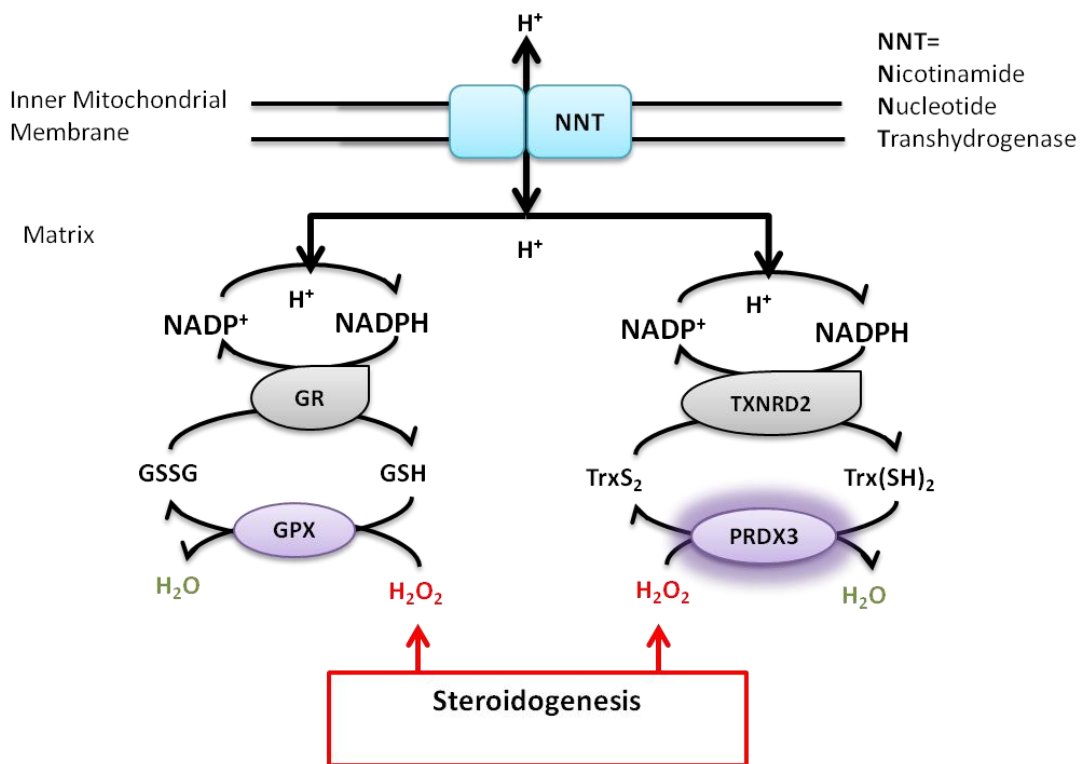 H⁺
NNT=
Nicotinamide
Nucleotide
Transhydrogenase
Inner Mitochondrial
Membrane
NNT
Matrix
H⁺
H⁺
NADP⁺
NADPH
H⁺
NADP⁺
NADPH
GR
TXNRD2
GSSG
GSH
TrxS₂
Trx(SH)₂
GPX
PRDX3
H₂O
H₂O₂
H₂O₂
H₂O
Steroidogenesis